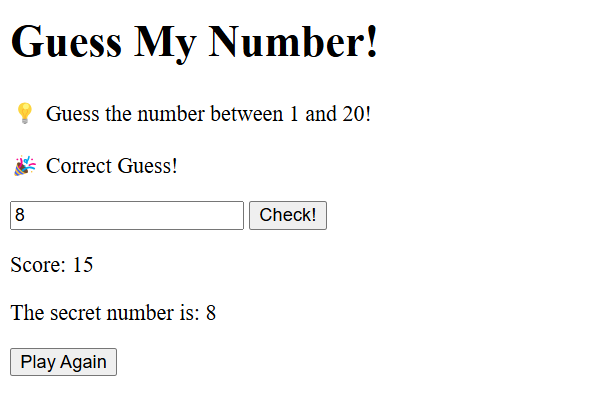 Guess My Number!
💡 Guess the number between 1 and 20!
🎉 Correct Guess!
8 Check!
Score: 15
The secret number is: 8
Play Again